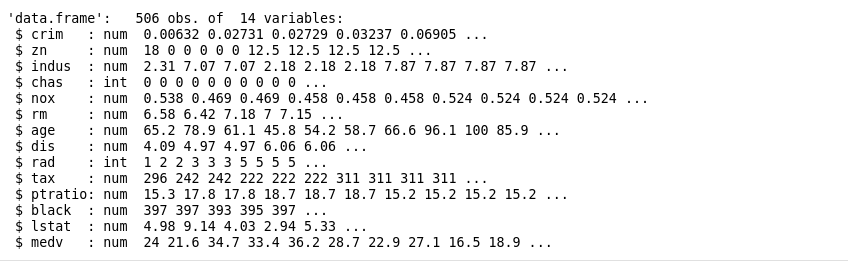 'data.frame':   506 obs. of  14 variables:
 $ crim   : num  0.00632 0.02731 0.02729 0.03237 0.06905 ...
 $ zn     : num  18 0 0 0 0 0 12.5 12.5 12.5 12.5 ...
 $ indus  : num  2.31 7.07 7.07 2.18 2.18 2.18 7.87 7.87 7.87 7.87 ...
 $ chas   : int  0 0 0 0 0 0 0 0 0 0 ...
 $ nox    : num  0.538 0.469 0.469 0.458 0.458 0.458 0.524 0.524 0.524 0.524 ...
 $ rm     : num  6.58 6.42 7.18 7 7.15 ...
 $ age    : num  65.2 78.9 61.1 45.8 54.2 58.7 66.6 96.1 100 85.9 ...
 $ dis    : num  4.09 4.97 4.97 6.06 6.06 ...
 $ rad    : int  1 2 2 3 3 3 5 5 5 5 ...
 $ tax    : num  296 242 242 222 222 222 311 311 311 311 ...
 $ ptratio: num  15.3 17.8 17.8 18.7 18.7 18.7 15.2 15.2 15.2 15.2 ...
 $ black  : num  397 397 393 395 397 ...
 $ lstat  : num  4.98 9.14 4.03 2.94 5.33 ...
 $ medv   : num  24 21.6 34.7 33.4 36.2 28.7 22.9 27.1 16.5 18.9 ...